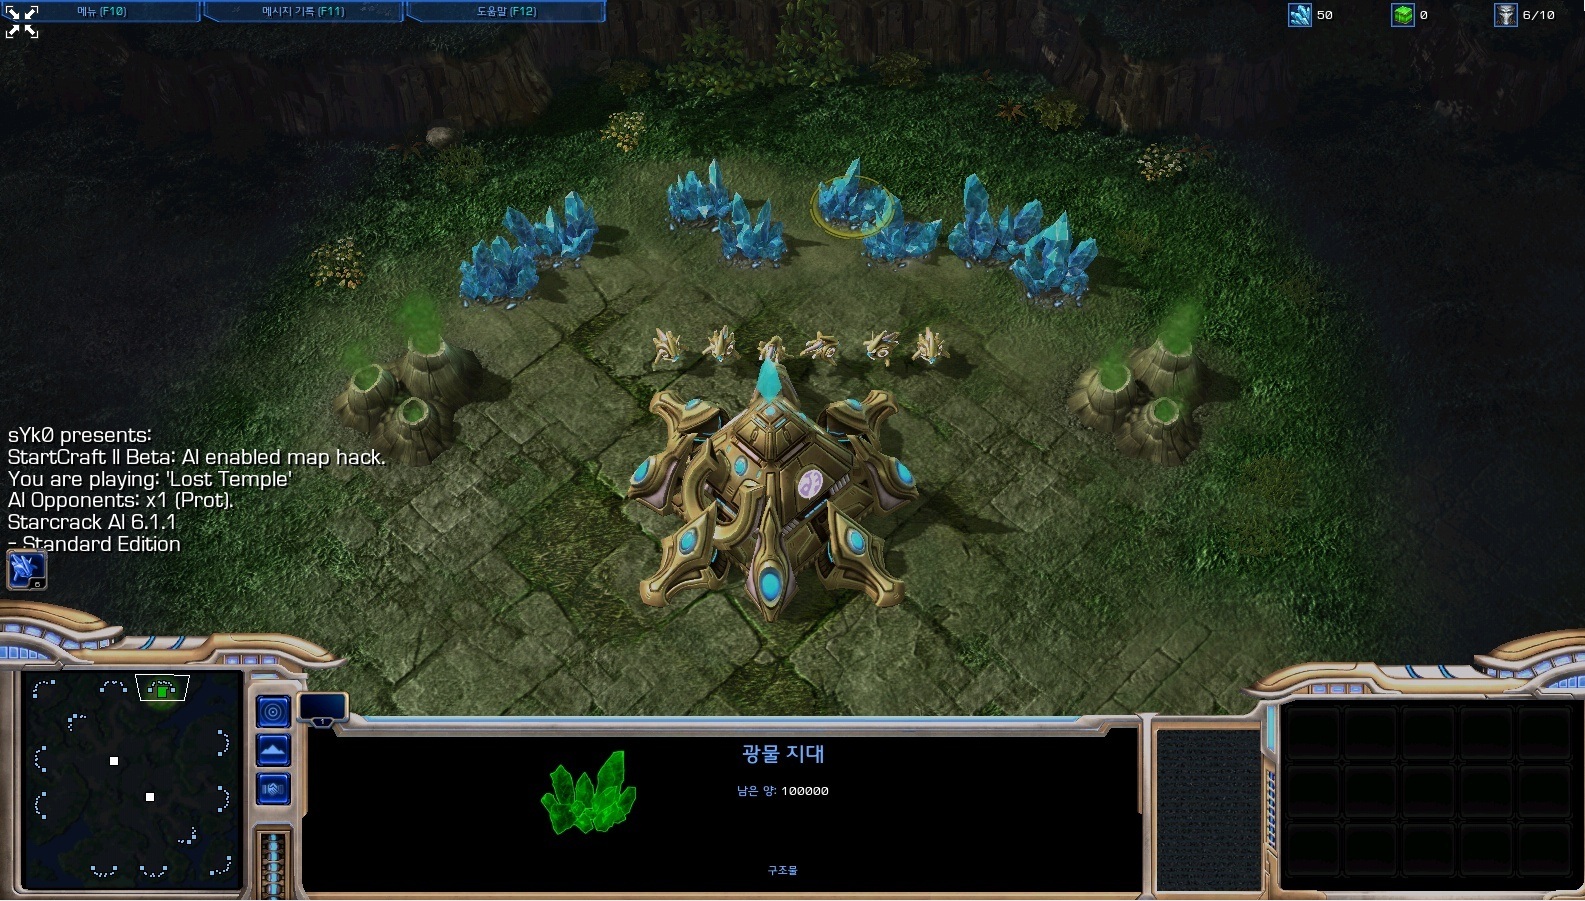 메뉴 (F10)
메시지 기록 (F11)
도움말 (F12)
50
0
6/10
sYk0 presents:
StartCraft II Beta: AI enabled map hack.
You are playing: 'Lost Temple'
AI Opponents: x1 (Prot).
Starcrack AI 6.1.1
- Standard Edition
6
1
광물 지대
남은 양: 100000
구조물